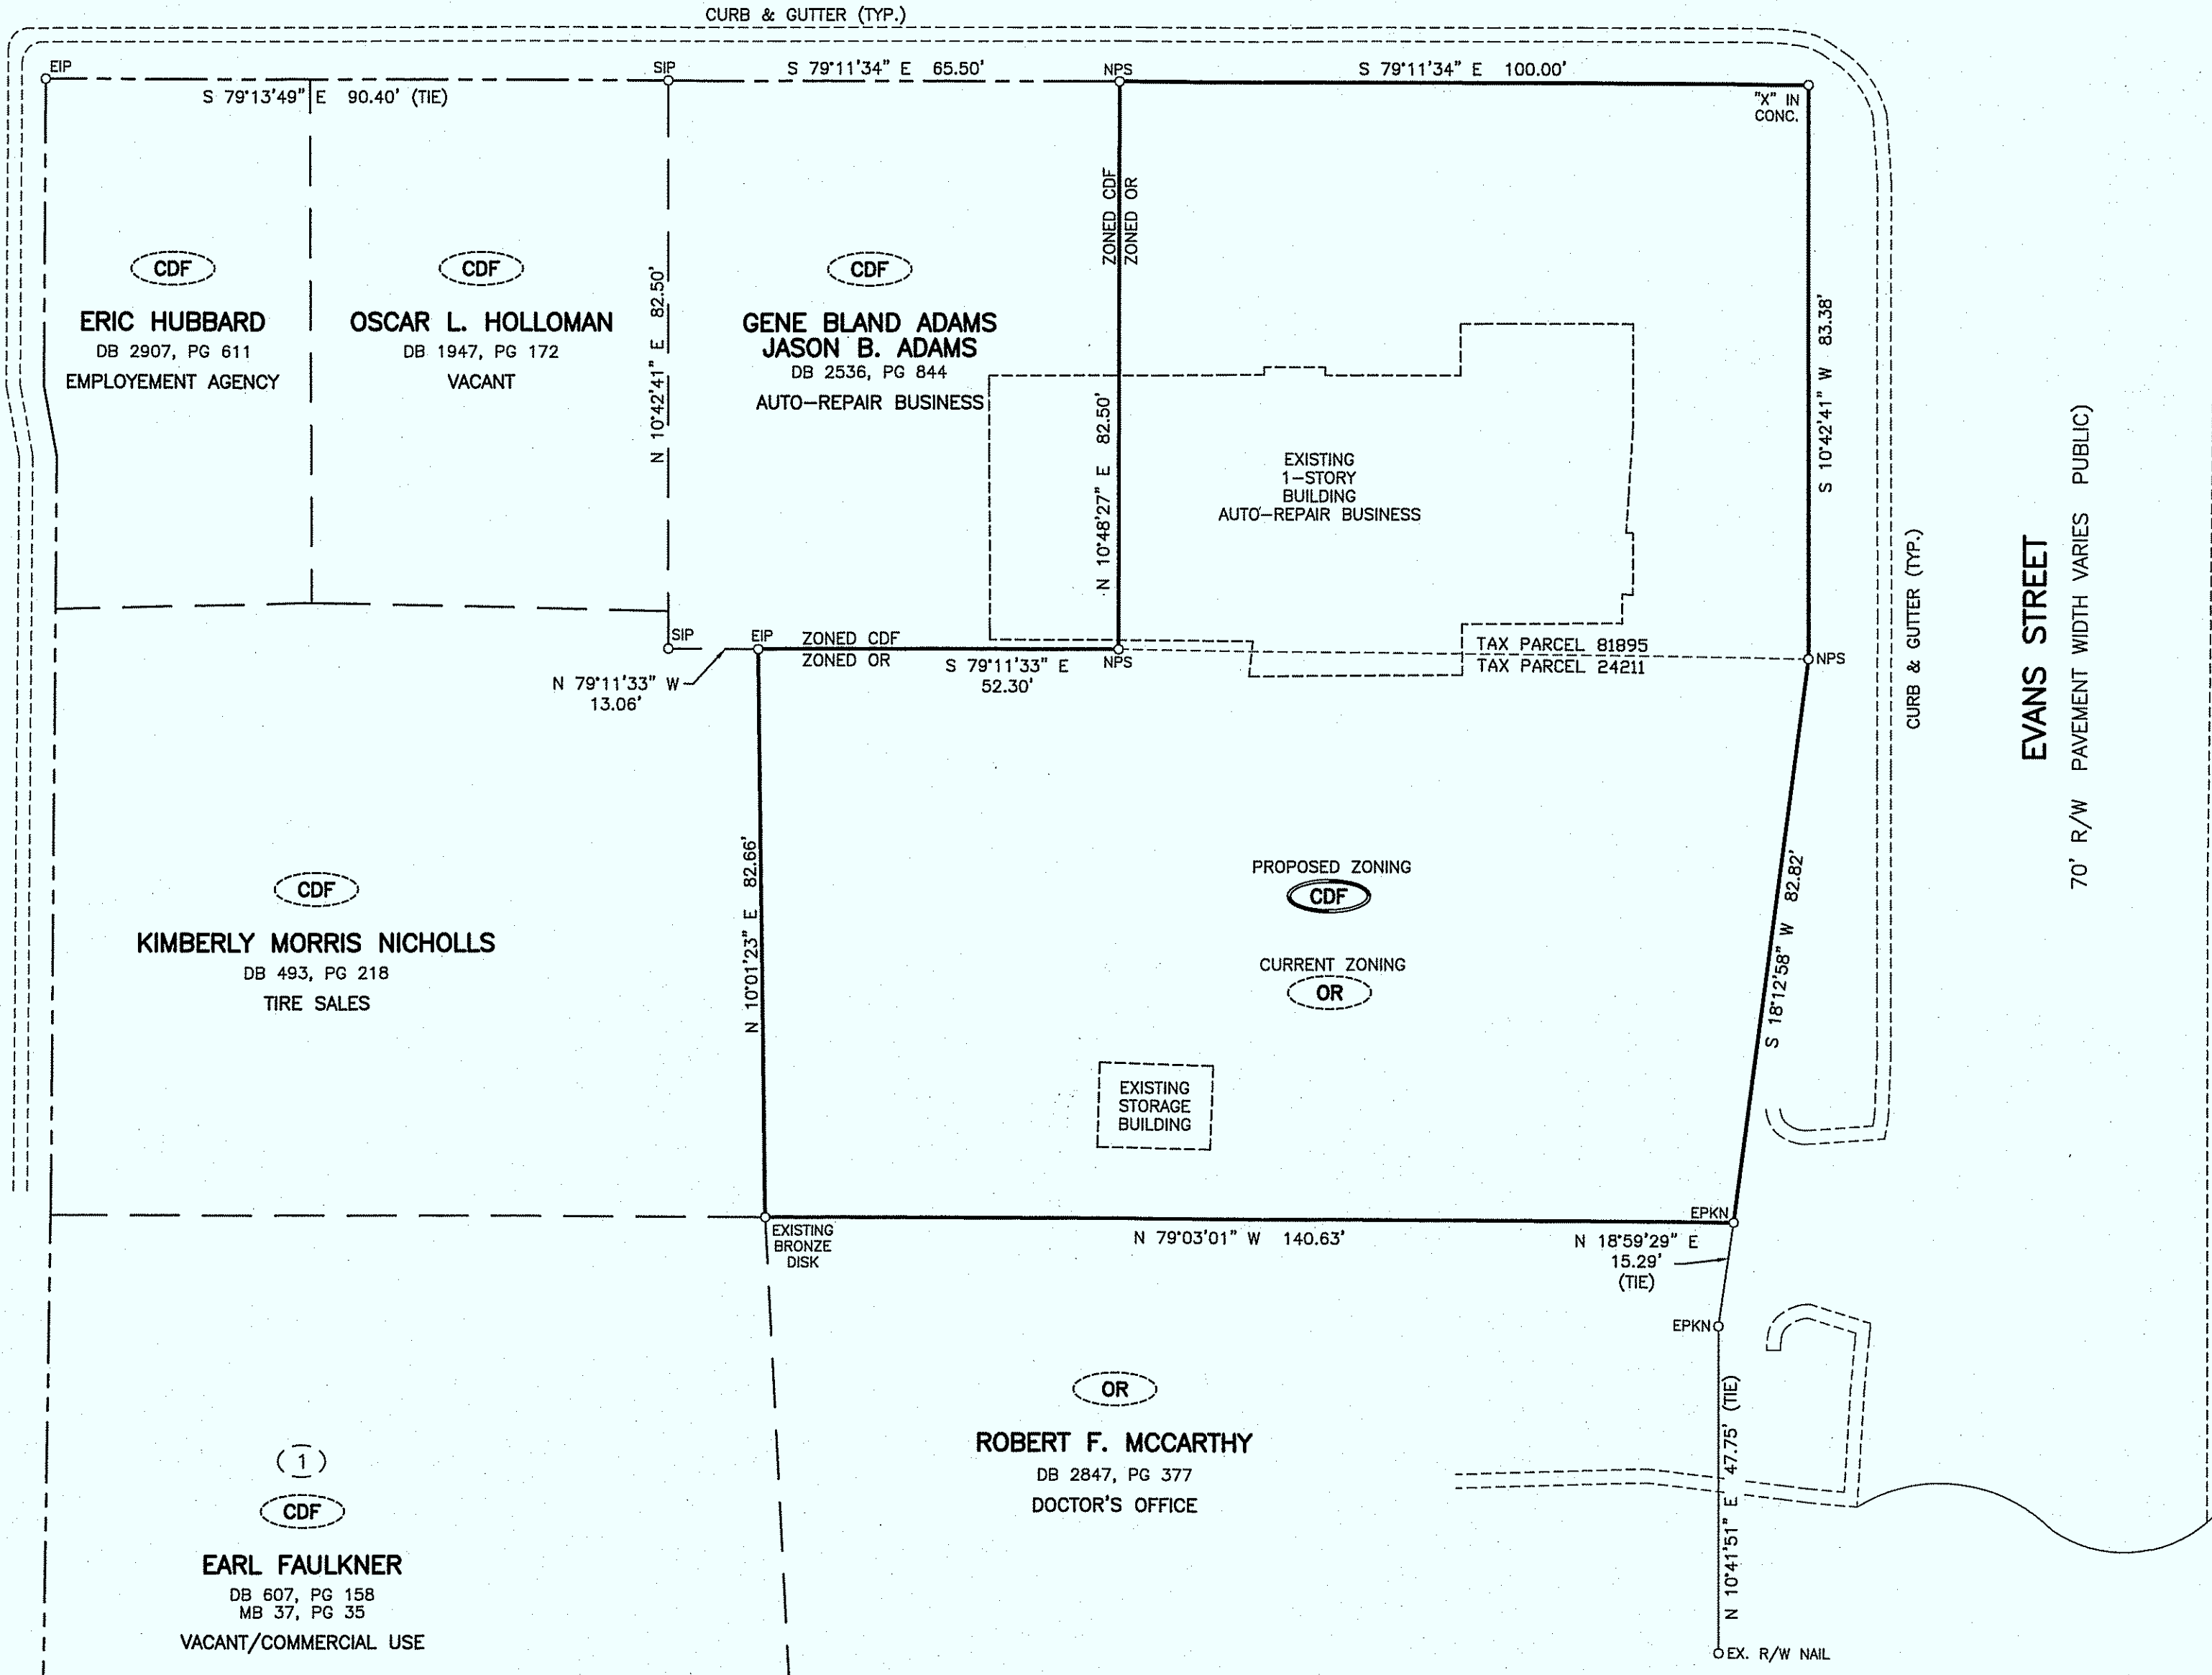 CURB & GUTTER (TYP.)
EIP
SIP
S 79°11'34" E 65.50'
NPS
S 79°11'34" E 100.00'
S 79°13'49" E 90.40' (TIE)
"X" IN
CONC.
ZONED CDF
ZONED OR
CDF
ERIC HUBBARD
DB 2907, PG 611
EMPLOYEMENT AGENCY
CDF
OSCAR L. HOLLOMAN
DB 1947, PG 172
VACANT
N 10°42'41" E 82.50'
CDF
GENE BLAND ADAMS
JASON B. ADAMS
DB 2536, PG 844
AUTO-REPAIR BUSINESS
N 10°48'27" E 82.50'
EXISTING
1-STORY
BUILDING
AUTO-REPAIR BUSINESS
S 10°42'41" W 83.38'
CURB & GUTTER (TYP.)
EVANS STREET
70' R/W PAVEMENT WIDTH VARIES PUBLIC)
SIP
EIP
ZONED CDF
ZONED OR
S 79°11'33" E
52.30'
NPS
TAX PARCEL 81895
TAX PARCEL 24211
NPS
N 79°11'33" W
13.06'
N 10°01'23" E 82.66'
CDF
KIMBERLY MORRIS NICHOLLS
DB 493, PG 218
TIRE SALES
PROPOSED ZONING
CDF
CURRENT ZONING
OR
S 18°12'58" W 82.82'
EXISTING
STORAGE
BUILDING
EXISTING
BRONZE
DISK
N 79°03'01" W 140.63'
EPKN
N 18°59'29" E
15.29'
(TIE)
EPKN
OR
ROBERT F. MCCARTHY
DB 2847, PG 377
DOCTOR'S OFFICE
N 10°41'51" E 47.75' (TIE)
1
CDF
EARL FAULKNER
DB 607, PG 158
MB 37, PG 35
VACANT/COMMERCIAL USE
EX. R/W NAIL